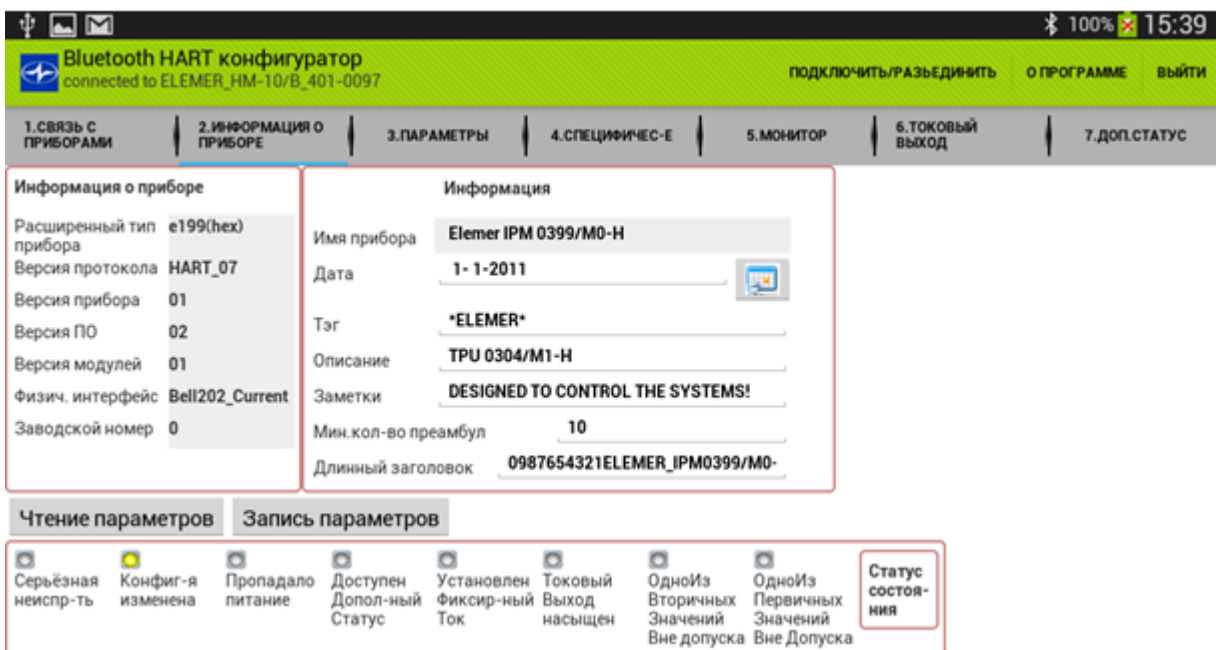 100% 15:39
Bluetooth HART конфигуратор
connected to ELEMER_HM-10/B_401-0097
ПОДКЛЮЧИТЬ/РАЗЬЕДИНИТЬ О ПРОГРАММЕ ВЫЙТИ
1.СВЯЗЬ С ПРИБОРАМИ
2.ИНФОРМАЦИЯ О ПРИБОРЕ
3.ПАРАМЕТРЫ
4.СПЕЦИФИЧЕС-Е
5.МОНИТОР
6.ТОКОВЫЙ ВЫХОД
7.ДОП.СТАТУС
Информация о приборе
Расширенный тип прибора e199(hex)
Версия протокола HART_07
Версия прибора 01
Версия ПО 02
Версия модулей 01
Физич. интерфейс Bell202_Current
Заводской номер 0
Информация
Имя прибора Elemer IPM 0399/M0-H
Дата 1- 1-2011
Тэг *ELEMER*
Описание TPU 0304/M1-H
Заметки DESIGNED TO CONTROL THE SYSTEMS!
Мин.кол-во преамбул 10
Длинный заголовок 0987654321ELEMER_IPM0399/M0-
Чтение параметров Запись параметров
Серьёзная
неиспр-ть
Конфиг-я
изменена
Пропадало
питание
Доступен
Допол-ный
Статус
Установлен
Фиксир-ный
Ток
Токовый
Выход
насыщен
ОдноИз
Вторичных
Значений
Вне допуска
ОдноИз
Первичных
Значений
Вне Допуска
Статус
состоя-
ния